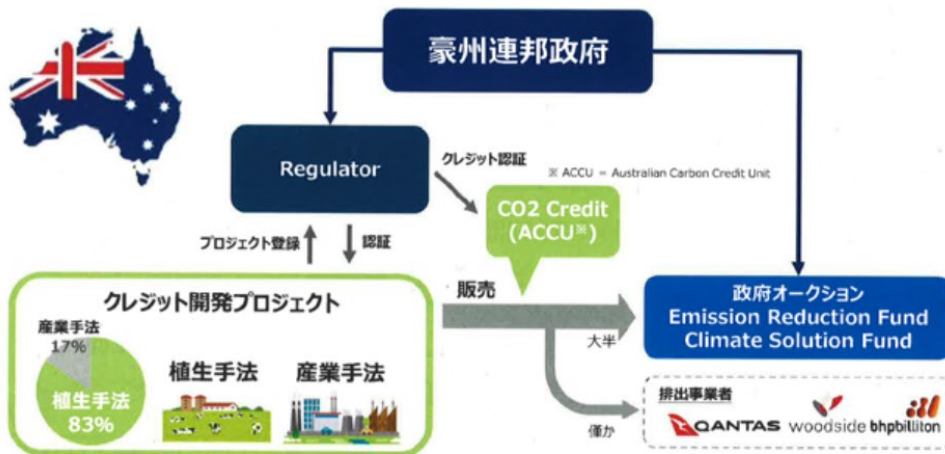 豪州連邦政府
Regulator
クレジット認証
※ ACCU = Australian Carbon Credit Unit
CO2 Credit
(ACCU※)
プロジェクト登録
認証
クレジット開発プロジェクト
産業手法
17%
植生手法
83%
植生手法
産業手法
販売
大半
僅か
政府オークション
Emission Reduction Fund
Climate Solution Fund
排出事業者
QANTAS
woodside
bhpbilliton